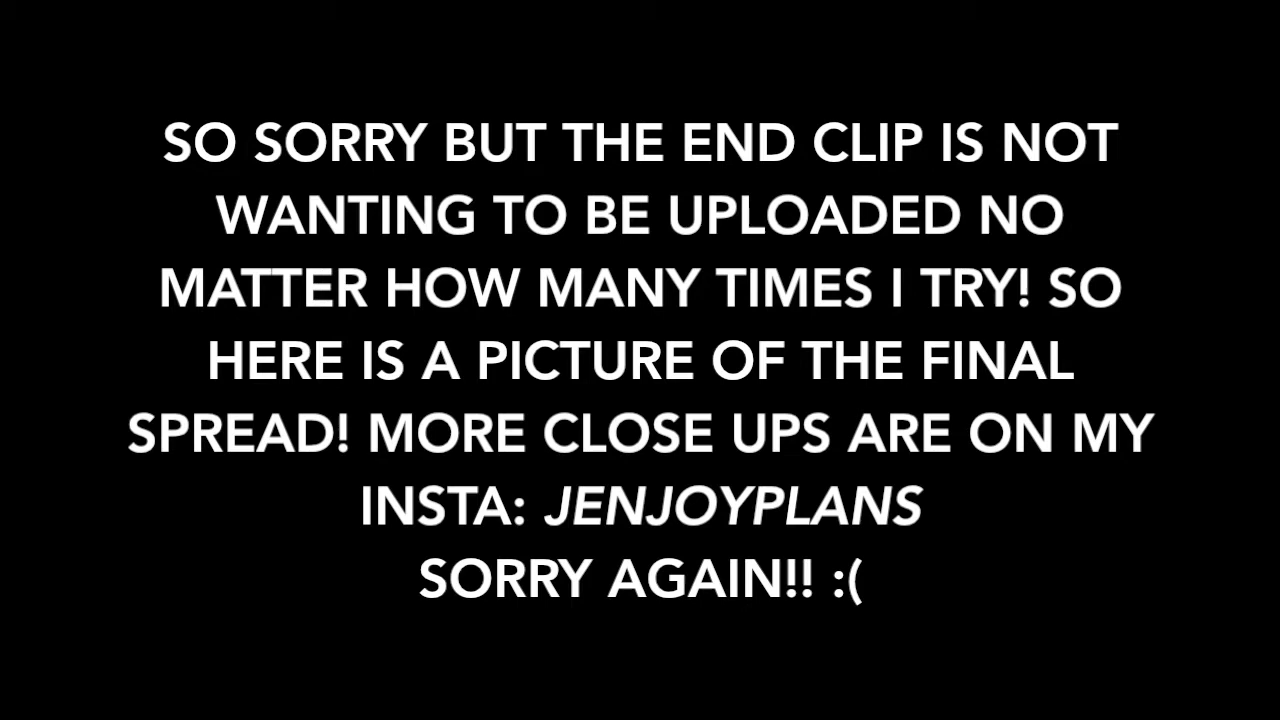 SO SORRY BUT THE END CLIP IS NOT
WANTING TO BE UPLOADED NO
MATTER HOW MANY TIMES I TRY! SO
HERE IS A PICTURE OF THE FINAL
SPREAD! MORE CLOSE UPS ARE ON MY
INSTA: JENJOYPLANS
SORRY AGAIN!! :(